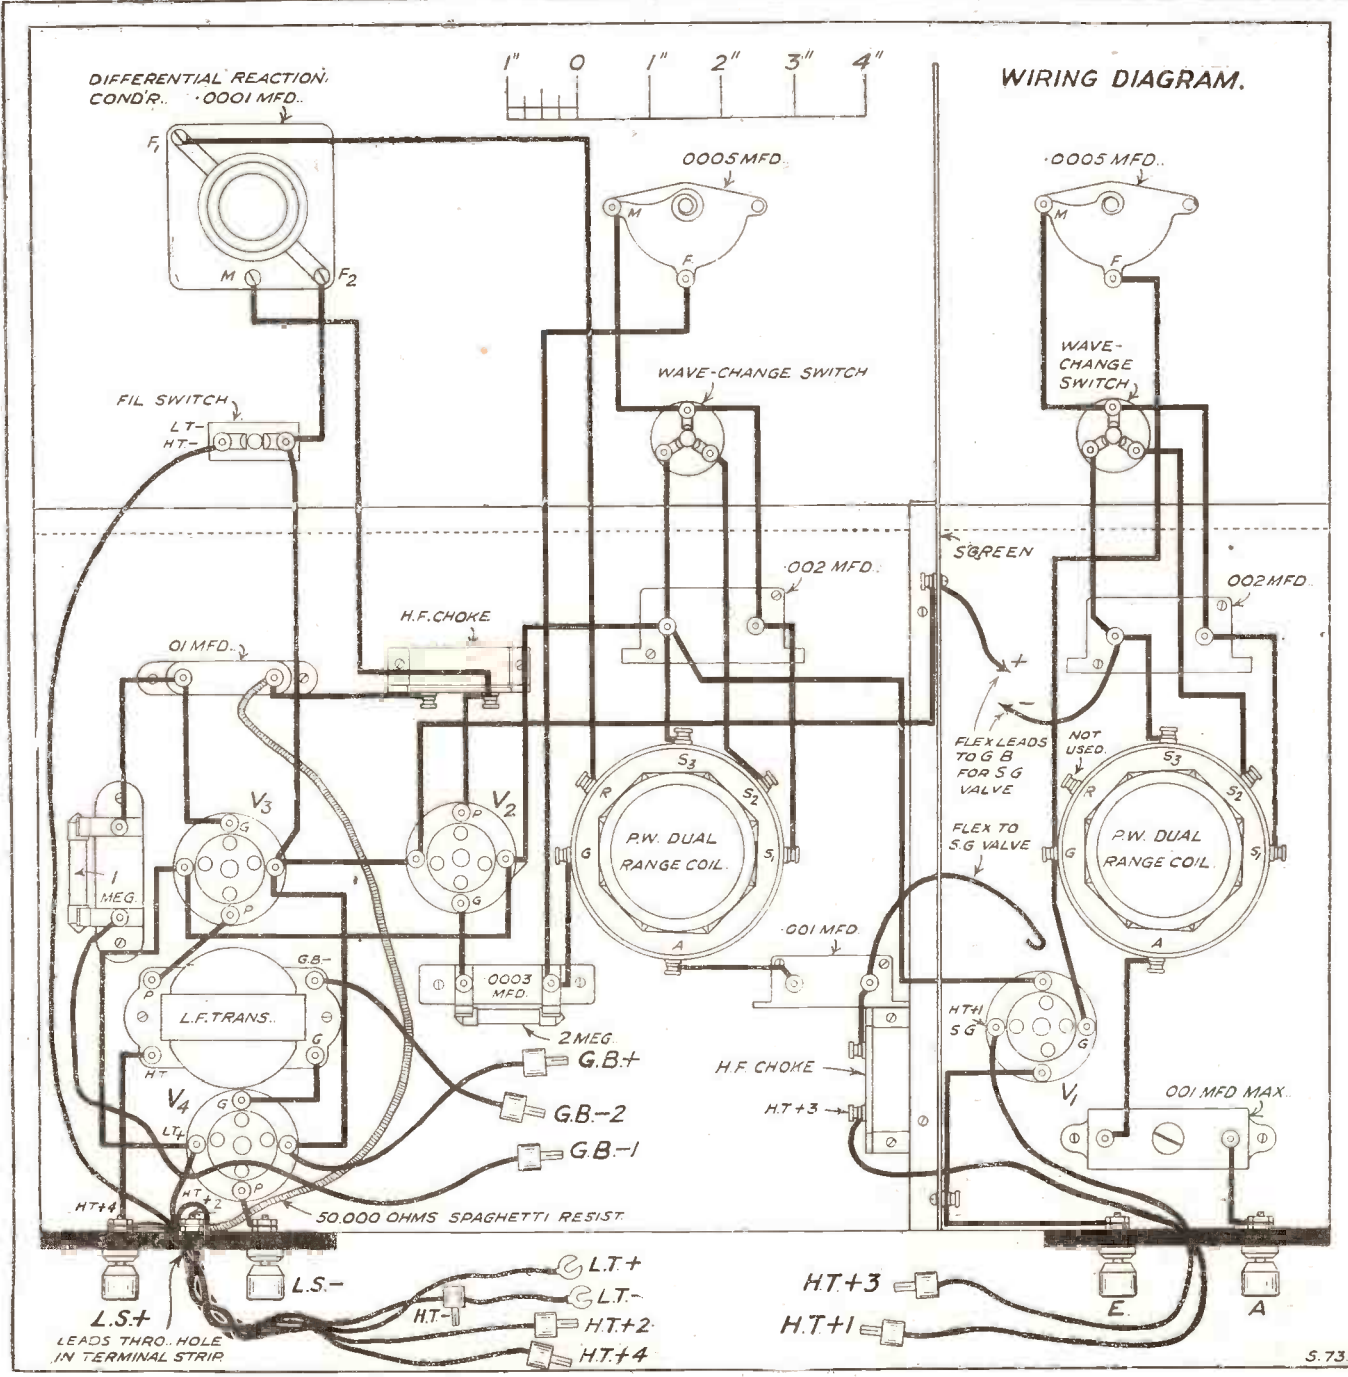 WIRING DIAGRAM.
1" 0 1" 2" 3" 4"
DIFFERENTIAL REACTION.
COND'R. ·0001 MFD..
F1
M
F2
0005 MFD..
M
F.
·0005 MFD..
M
F
FIL SWITCH
LT-
HT-
WAVE-CHANGE SWITCH
WAVE-
CHANGE
SWITCH
SCREEN
·002 MFD.
002 MFD.
H.F. CHOKE
01 MFD..
+
-
FLEX LEADS
TO G B
FOR S G
VALVE
NOT
USED.
FLEX TO
S.G VALVE
1
MEG.
V3
G
P
V2
P
G
S3
R
S2
G
S1
A
P.W. DUAL
RANGE COIL.
S3
R
S2
G
S1
A
P.W. DUAL
RANGE COIL.
·001 MFD.
0003
MFD.
2 MEG.
P
G.B-
L.F. TRANS..
HT
G
V4
G
LT+
P
HT+1
S G
G
V1
H.F. CHOKE
H.T+3
001 MFD MAX.
G.B.+
G.B.-2
G.B.-1
HT+4
HT+2
50.000 OHMS SPAGHETTI RESIST.
L.S.+
L.S.-
LEADS THRO.. HOLE
IN TERMINAL STRIP.
L.T.+
L.T.-
H.T.-
H.T.+2
H.T.+4
H.T.+3
H.T.+1
E.
A
S.73.